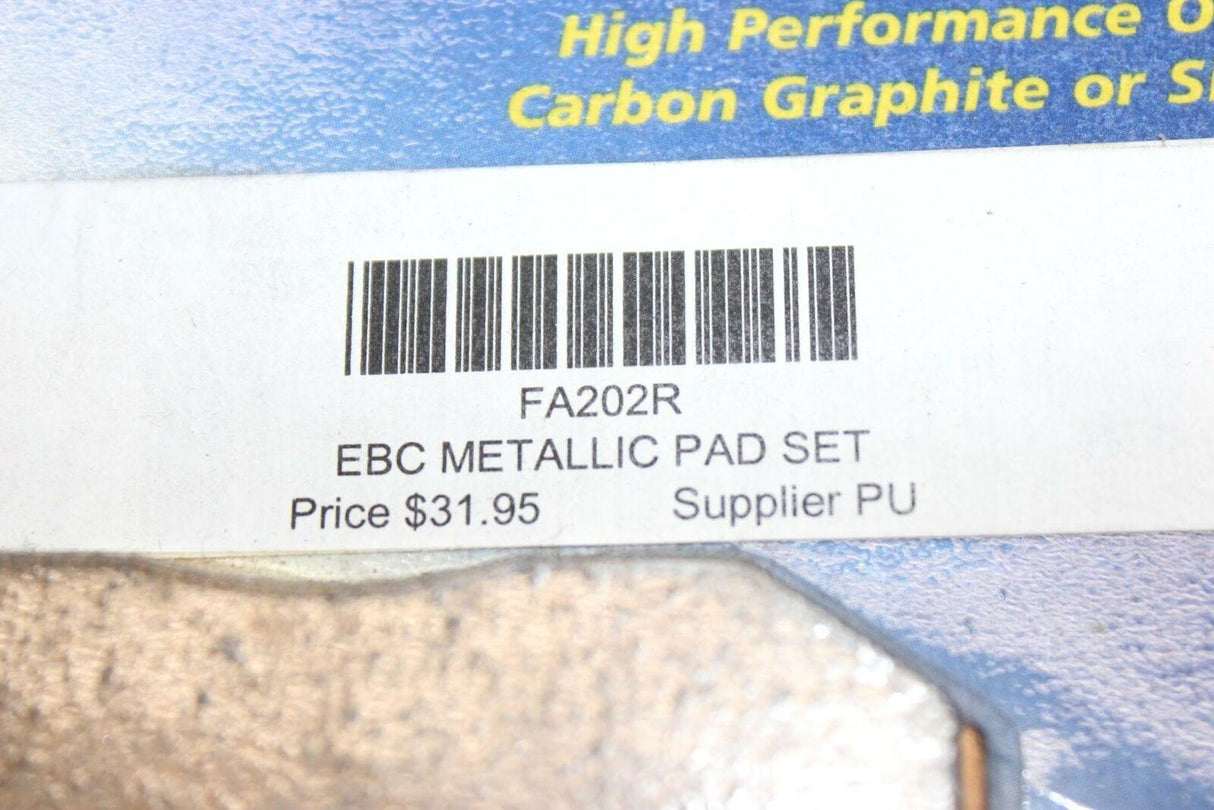 High Performance O
Carbon Graphite or S
FA202R
EBC METALLIC PAD SET
Price $31.95 Supplier PU